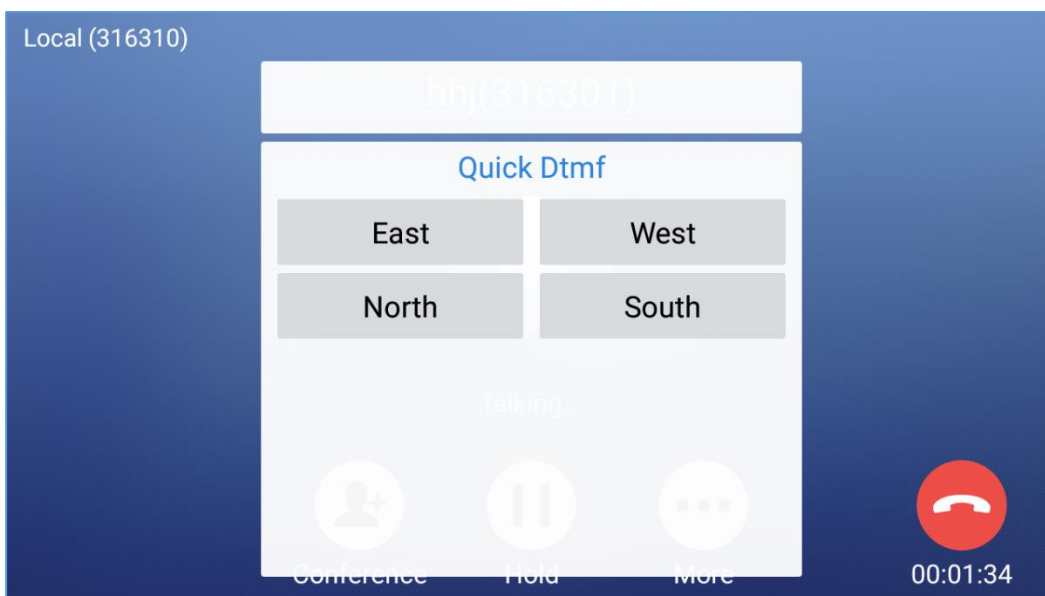 Local (316310)
hhj(316301)
Quick Dtmf
East West
North South
Talking...
Conference Hold More
00:01:34